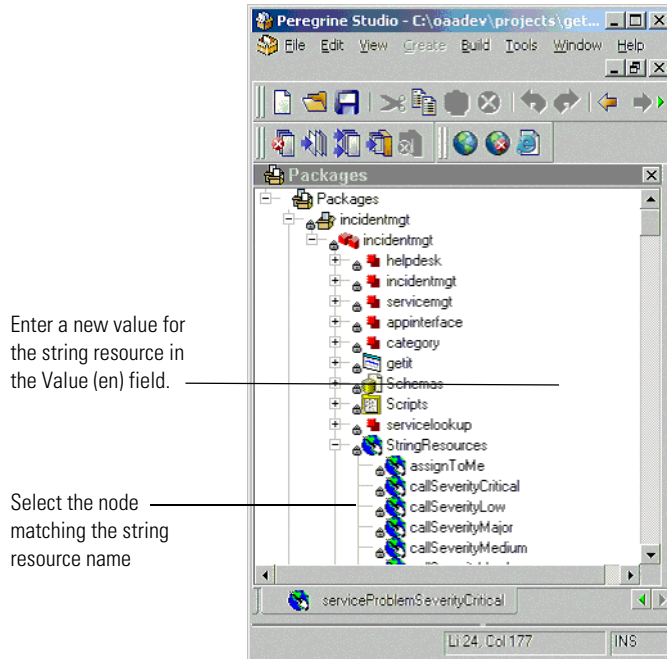 Peregrine Studio - C:\oaadev\projects\get...
File Edit View Create Build Tools Window Help
Packages
Packages
incidentmgt
incidentmgt
helpdesk
incidentmgt
servicemgt
appinterface
category
getit
Schemas
Scripts
servicelookup
StringResources
assignToMe
callSeverityCritical
callSeverityLow
callSeverityMajor
callSeverityMedium
serviceProblemSeverityCritical
Li 24, Col 177 INS
Enter a new value for
the string resource in
the Value (en) field.
Select the node
matching the string
resource name